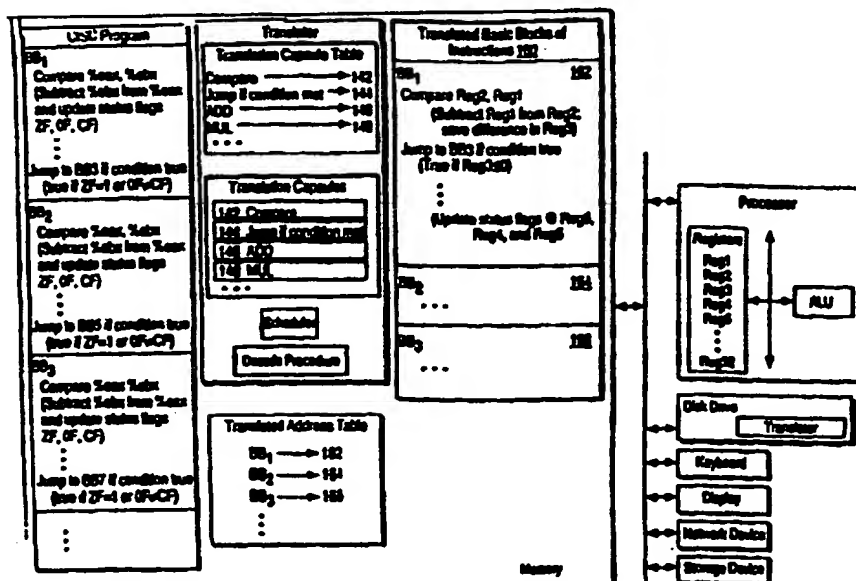 CISC Program
BB1
Compare %eax, %ebx
(Subtract %ebx from %eax
and update status flags
ZF, OF, CF)
Jump to BB3 if condition true
(true if ZF=1 or OF≠CF)
BB2
Compare %eax, %ebx
(Subtract %ebx from %eax
and update status flags
ZF, OF, CF)
Jump to BB5 if condition true
(true if ZF=1 or OF≠CF)
BB3
Compare %eax %ebx
(Subtract %ebx from %eax
and update status flags
ZF, OF, CF)
Jump to BB7 if condition true
(true if ZF=1 or OF≠CF)
Translator
Translation Capsule Table
Compare 142
Jump if condition met 144
ADD 146
MUL 148
Translation Capsules
142 Compare
144 Jump if condition met
146 ADD
148 MUL
Scheduler
Decode Procedure
Translated Address Table
BB1 182
BB2 184
BB3
Translated Basic Blocks of
Instructions
BB1 182
Compare Reg2, Reg1
(Subtract Reg1 from Reg2;
save difference in Reg3)
Jump to BB3 if condition true
(True if Reg3≤0)
(Update status flags @ Reg3,
Reg4, and Reg5
BB2 184
BB3
Memory
Processor
Registers
Reg1
Reg2
Reg3
Reg4
Reg5
Reg32
ALU
Disk Drive
Translator
Keyboard
Display
Network Device
Storage Device